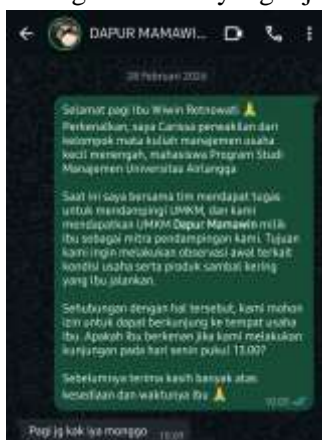 DAPUR MAMAWI...
28 Februari 2026
Selamat pagi Ibu Wiwin Retnowati
Perkenalkan, saya Carissa perwakilan dari
kelompok mata kuliah manajemen usaha
kecil menengah, mahasiswa Program Studi
Manajemen Universitas Airlangga
Saat ini saya bersama tim mendapat tugas
untuk mendampingi UMKM, dan kami
mendapatkan UMKM Dapur Mamawin milik
Ibu sebagai mitra pendampingan kami. Tujuan
kami ingin melakukan observasi awal terkait
kondisi usaha serta produk sambal kering
yang Ibu jalankan.
Sehubungan dengan hal tersebut, kami mohon
izin untuk dapat berkunjung ke tempat usaha
Ibu. Apakah Ibu berkenan jika kami melakukan
kunjungan pada hari senin pukul 11.00?
Sebelumnya terima kasih banyak atas
kesediaan dan waktunya Ibu
Pagi jg kak iya monggo